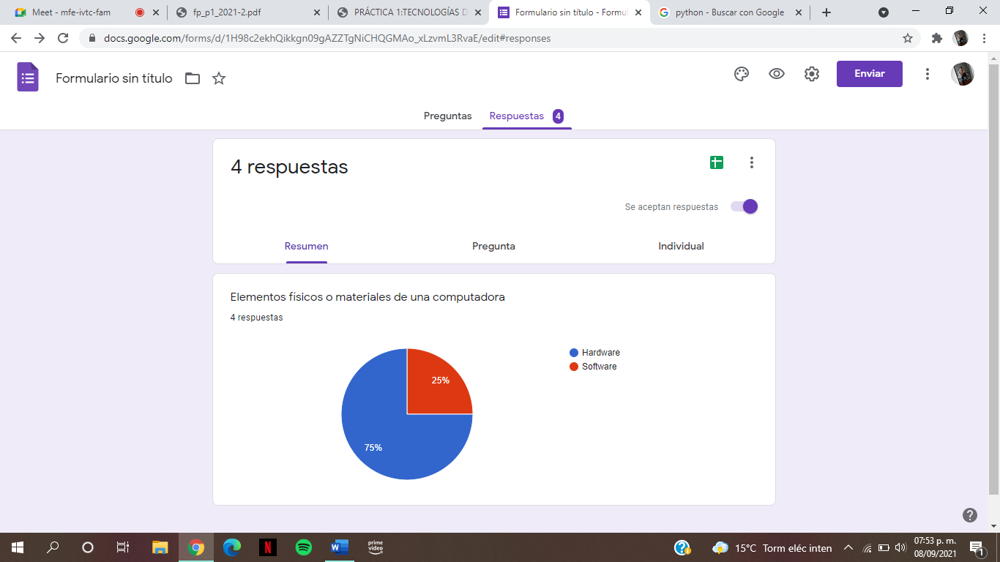 Meet - mfe-ivtc-fam
fp_p1_2021-2.pdf
PRÁCTICA 1:TECNOLOGÍAS D
Formulario sin título - Formul
python - Buscar con Google
docs.google.com/forms/d/1H98c2ekhQikkgn09gAZZTgNiCHQGMAo_xLzvmL3RvaE/edit#responses
Formulario sin título
Enviar
Preguntas
Respuestas 4
4 respuestas
Se aceptan respuestas
Resumen
Pregunta
Individual
Elementos físicos o materiales de una computadora
4 respuestas
Hardware
Software
25%
75%
prime
video
15°C Torm eléc inten
07:53 p. m.
08/09/2021
1